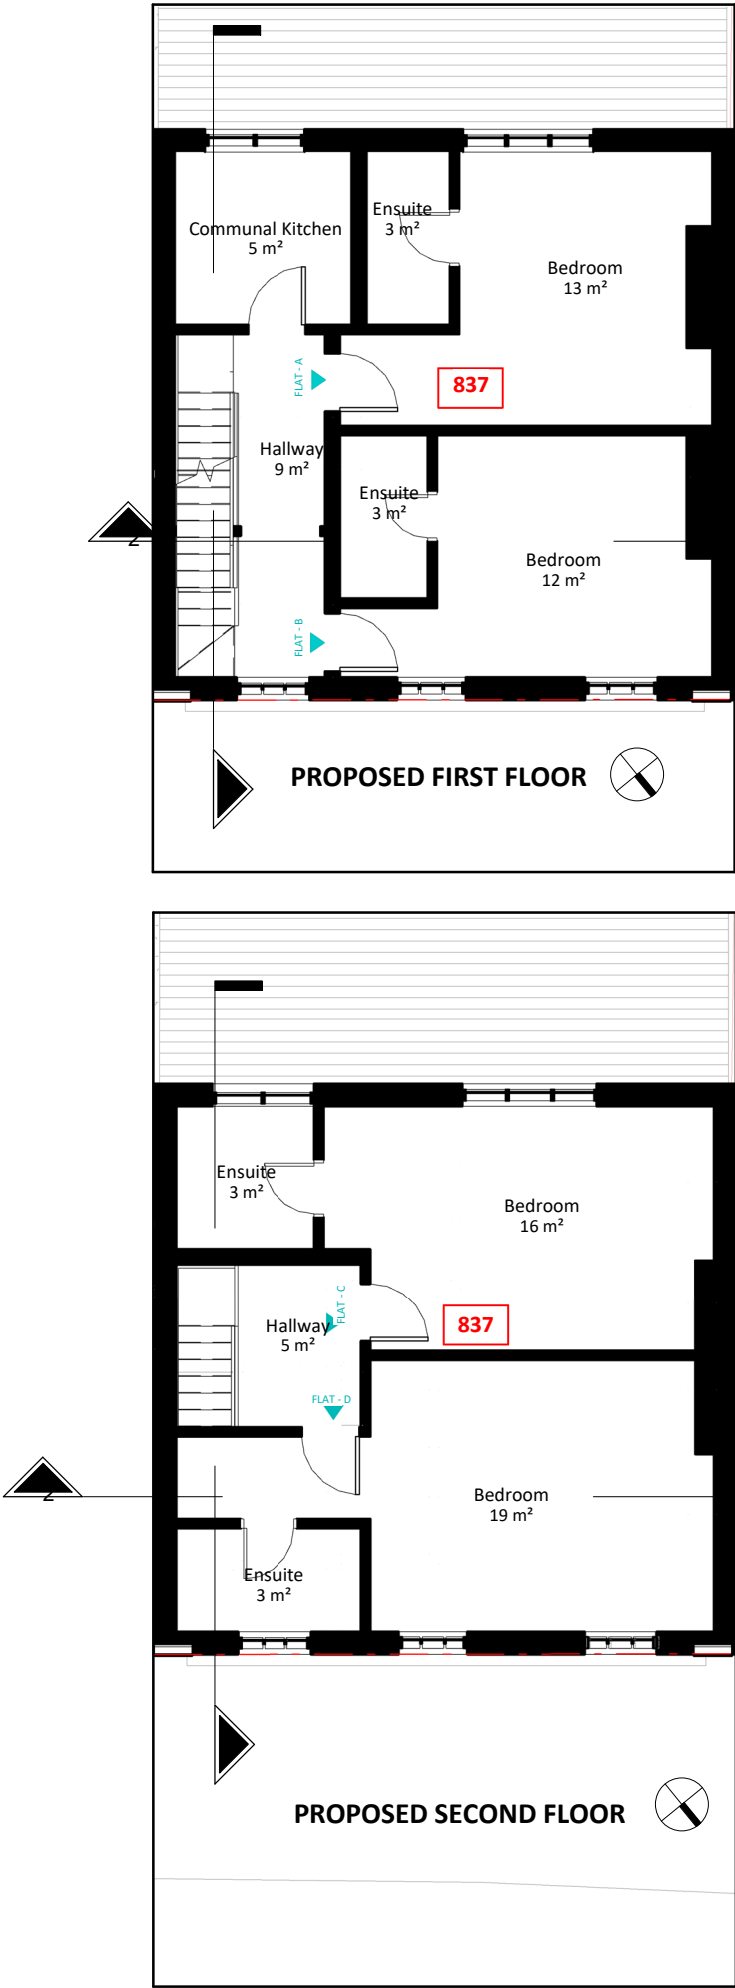 Communal Kitchen
5 m²
Ensuite
3 m²
Bedroom
13 m²
FLAT - A
837
Hallway
9 m²
Ensuite
3 m²
2
Bedroom
12 m²
FLAT - B
PROPOSED FIRST FLOOR
Ensuite
3 m²
Bedroom
16 m²
FLAT - C
Hallway
5 m²
837
FLAT - D
2
Bedroom
19 m²
Ensuite
3 m²
PROPOSED SECOND FLOOR